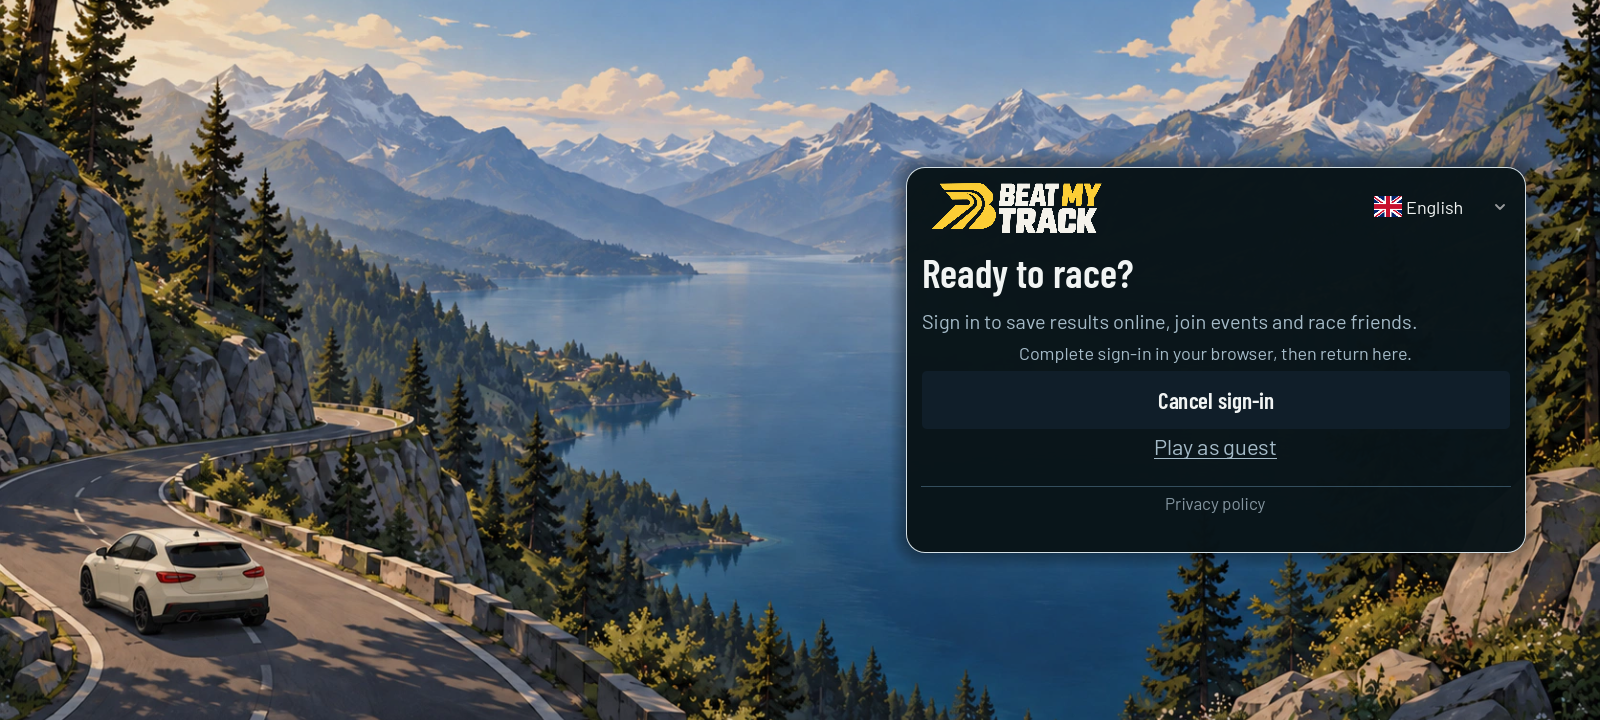 BEAT MY
TRACK
English
Ready to race?
Sign in to save results online, join events and race friends.
Complete sign-in in your browser, then return here.
Cancel sign-in
Play as guest
Privacy policy